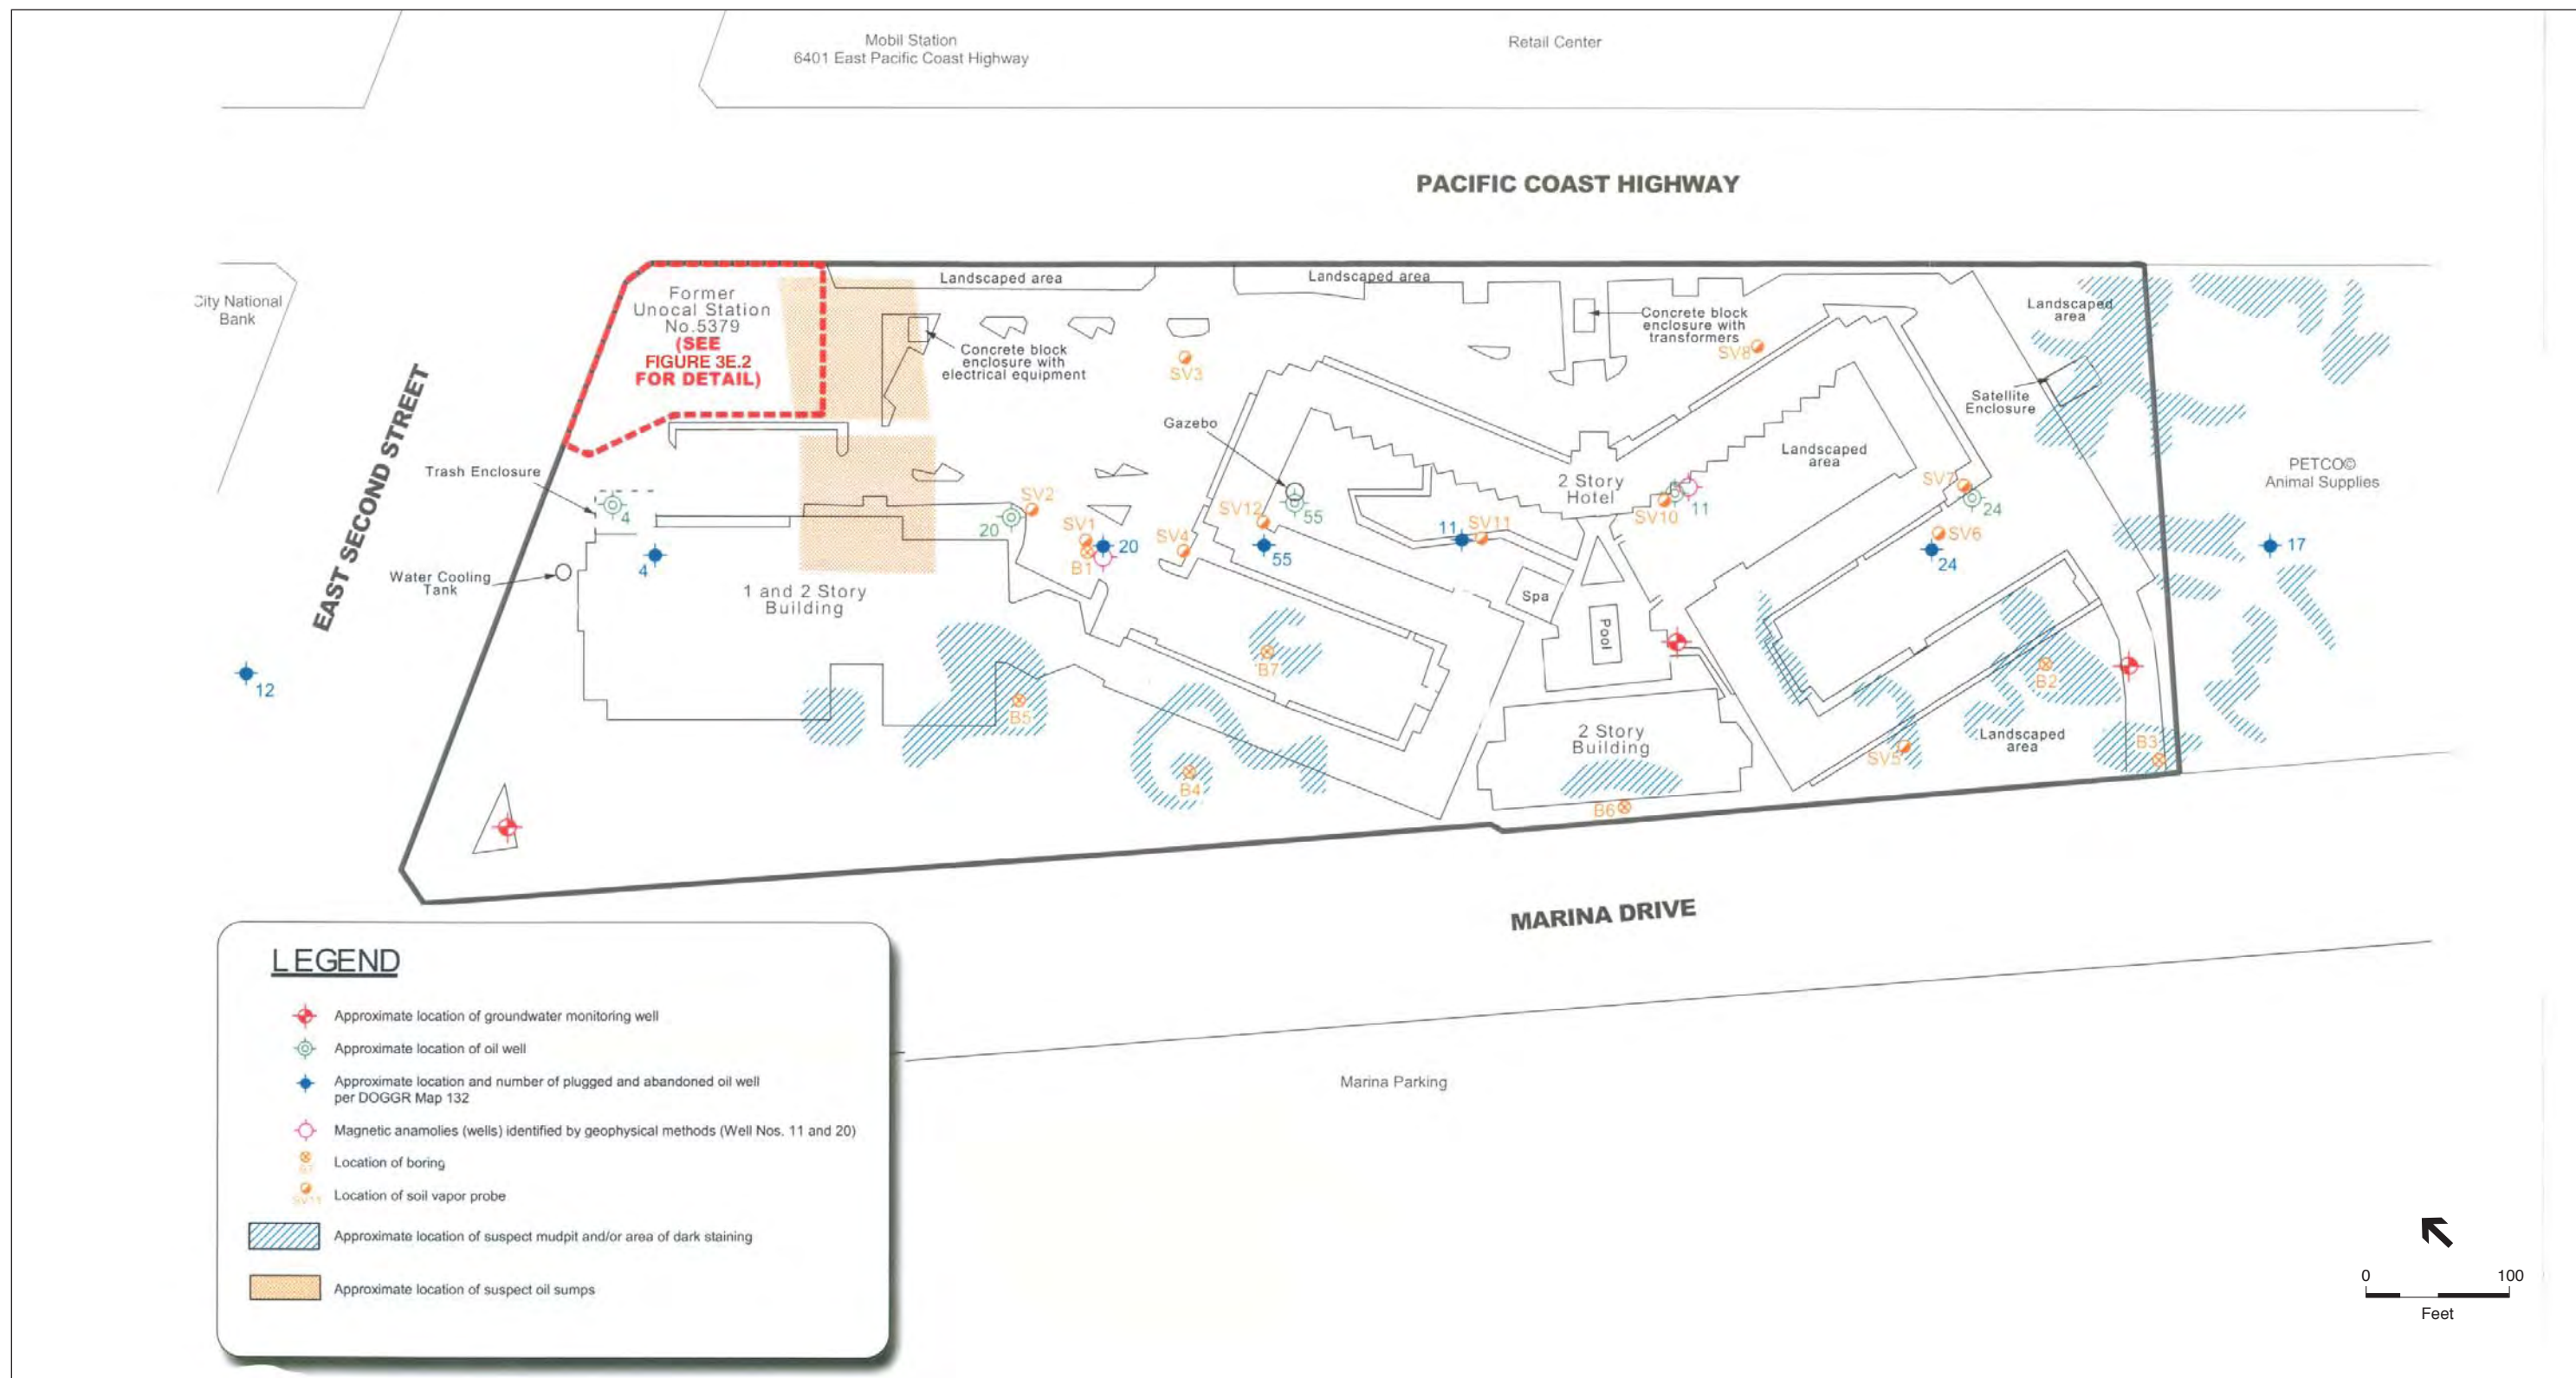 Mobil Station
6401 East Pacific Coast Highway
Retail Center
PACIFIC COAST HIGHWAY
City National
Bank
Former
Unocal Station
No.5379
(SEE
FIGURE 3E.2
FOR DETAIL)
Landscaped area
Landscaped area
Landscaped
area
Concrete block
enclosure with
electrical equipment
Concrete block
enclosure with
transformers
SV3
SV8
Satellite
Enclosure
EAST SECOND STREET
Gazebo
Landscaped
area
Trash Enclosure
2 Story
Hotel
PETCO©
Animal Supplies
4
20
SV2
SV1
B1
20
SV4
SV12
55
55
11
SV11
SV10
11
SV7
24
SV6
24
17
4
Water Cooling
Tank
1 and 2 Story
Building
Spa
Pool
12
B7
B5
B2
B4
2 Story
Building
B6
SV5
Landscaped
area
B3
MARINA DRIVE
Marina Parking
LEGEND
Approximate location of groundwater monitoring well
Approximate location of oil well
Approximate location and number of plugged and abandoned oil well
per DOGGR Map 132
Magnetic anamolies (wells) identified by geophysical methods (Well Nos. 11 and 20)
Location of boring
SV11
Location of soil vapor probe
Approximate location of suspect mudpit and/or area of dark staining
Approximate location of suspect oil sumps
0 100
Feet